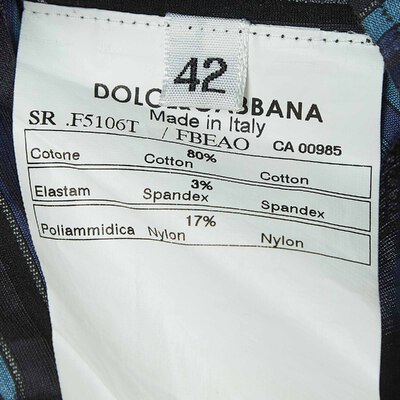 42
DOLCE&GABBANA
Made in Italy
SR .F5106T / FBEAO CA 00985
Cotone 80% Cotton Cotton
Elastam 3% Spandex Spandex
Poliammidica 17% Nylon Nylon